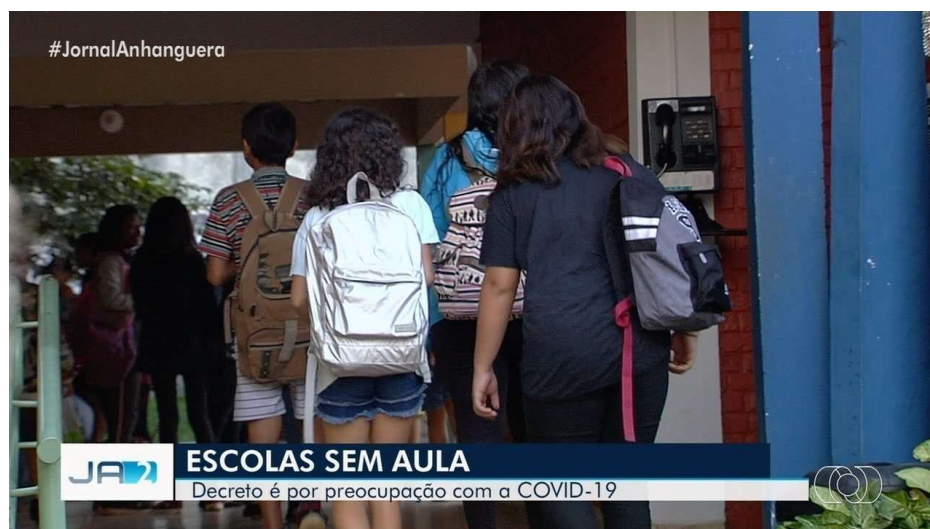 #JornalAnhanguera
JA2
ESCOLAS SEM AULA
Decreto é por preocupação com a COVID-19